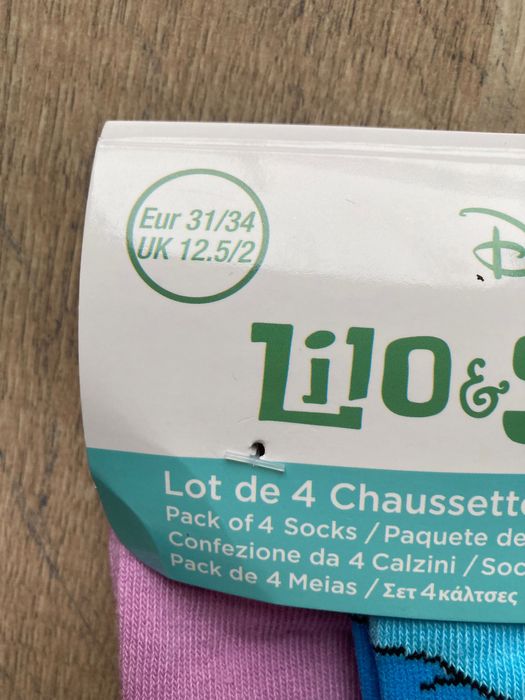 Eur 31/34
UK 12.5/2
Lilo &
Lot de 4 Chaussette
Pack of 4 Socks / Paquete de
Confezione da 4 Calzini / Soc
Pack de 4 Meias / Σετ 4 κάλτσες